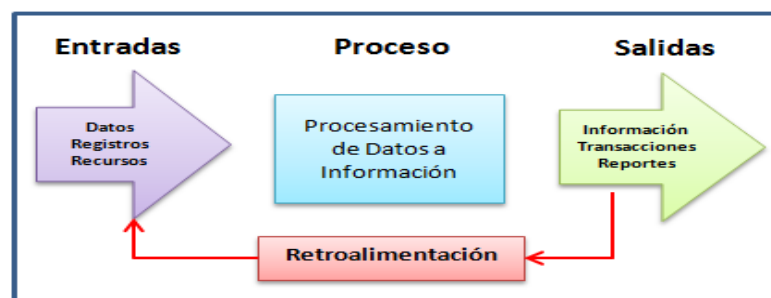 Entradas
Proceso
Salidas
Datos
Registros
Recursos
Procesamiento
de Datos a
Información
Información
Transacciones
Reportes
Retroalimentación